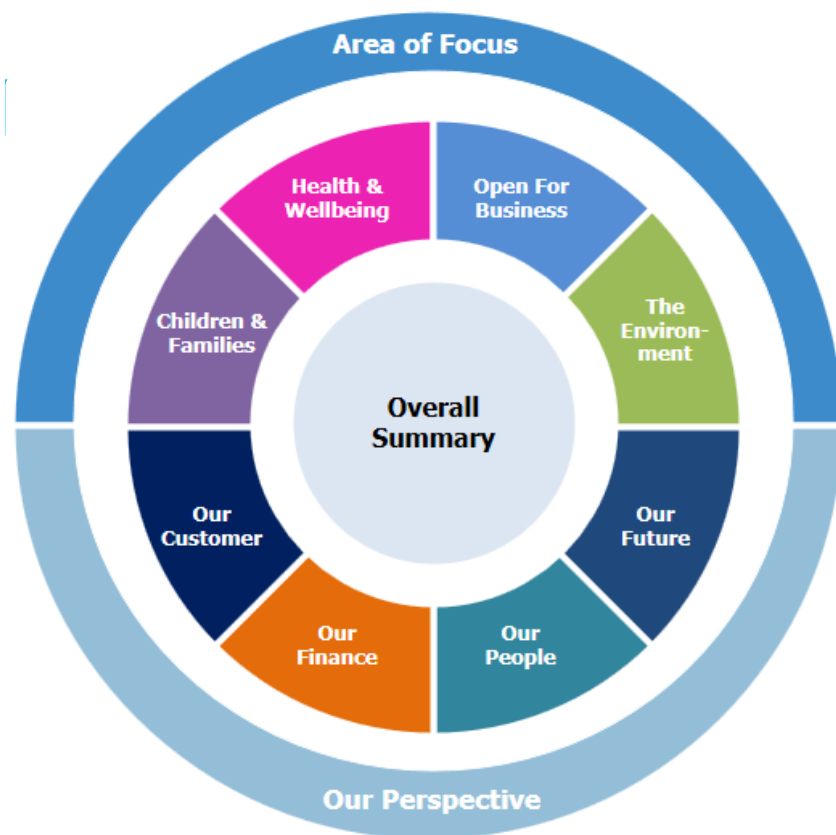 Area of Focus
Health &
Wellbeing
Open For
Business
Children &
Families
The
Environ-
ment
Overall
Summary
Our
Customer
Our
Future
Our
Finance
Our
People
Our Perspective